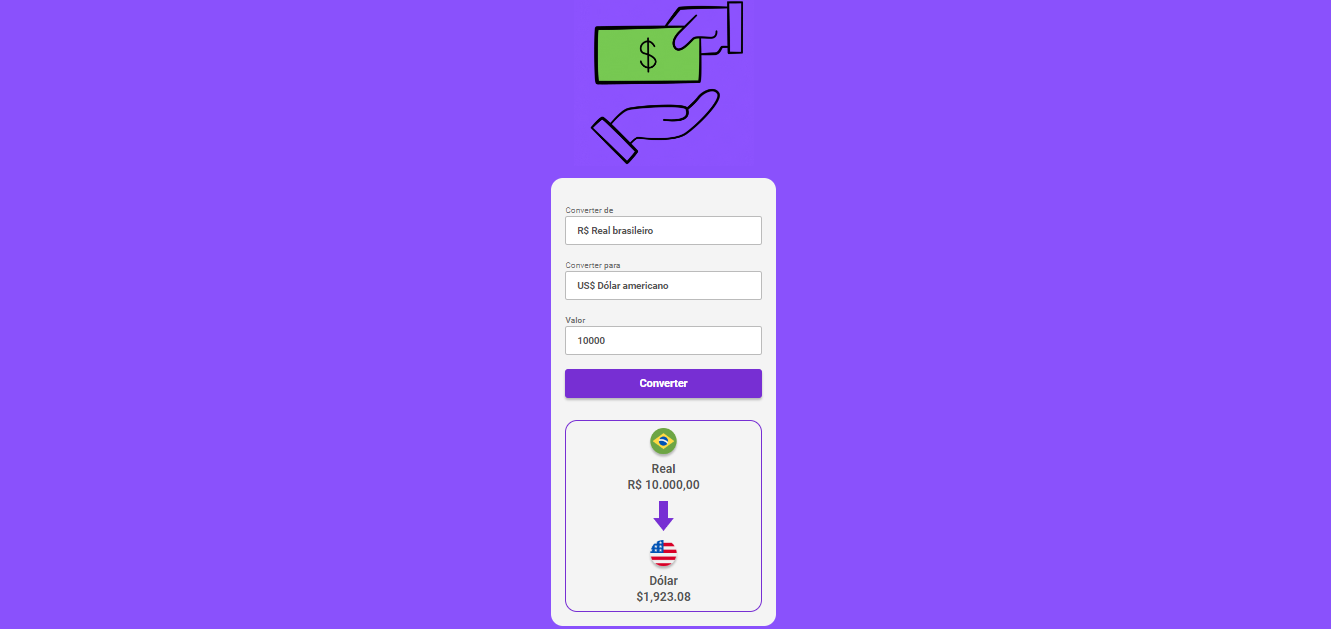 $
Converter de
R$ Real brasileiro
Converter para
US$ Dólar americano
Valor
10000
Converter
Real
R$ 10.000,00
Dólar
$1,923.08